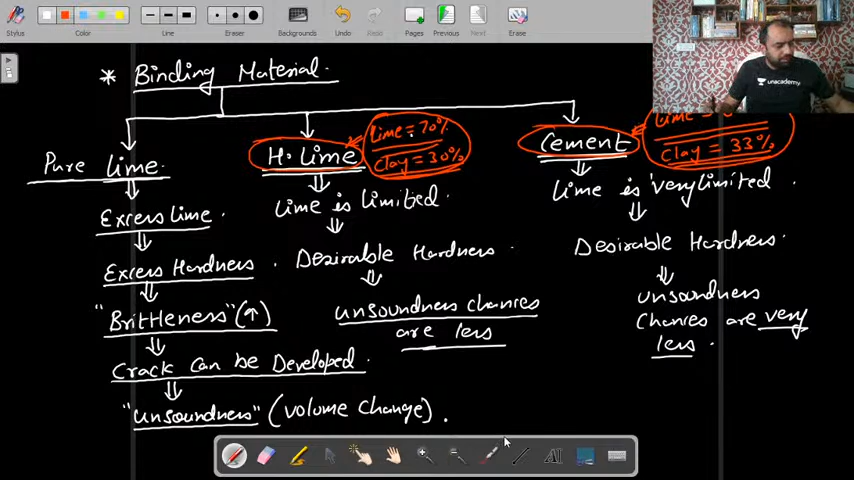 Stylus
Color
Line
Eraser
Backgrounds
Undo
Redo
Pages
Previous
Next
Erase
unacademy
* Binding Material.
Pure lime.
Excess lime.
Excess Hardness.
"Brittleness" (↑)
Crack can be Developed.
"unsoundness" (volume change).
H. Lime
lime = 70%
clay = 30%
lime is limited.
Desirable Hardness.
unsoundness chances
are less
Cement
lime =
clay = 33%
lime is very limited.
Desirable Hardness.
unsoundness
Chances are very
less.